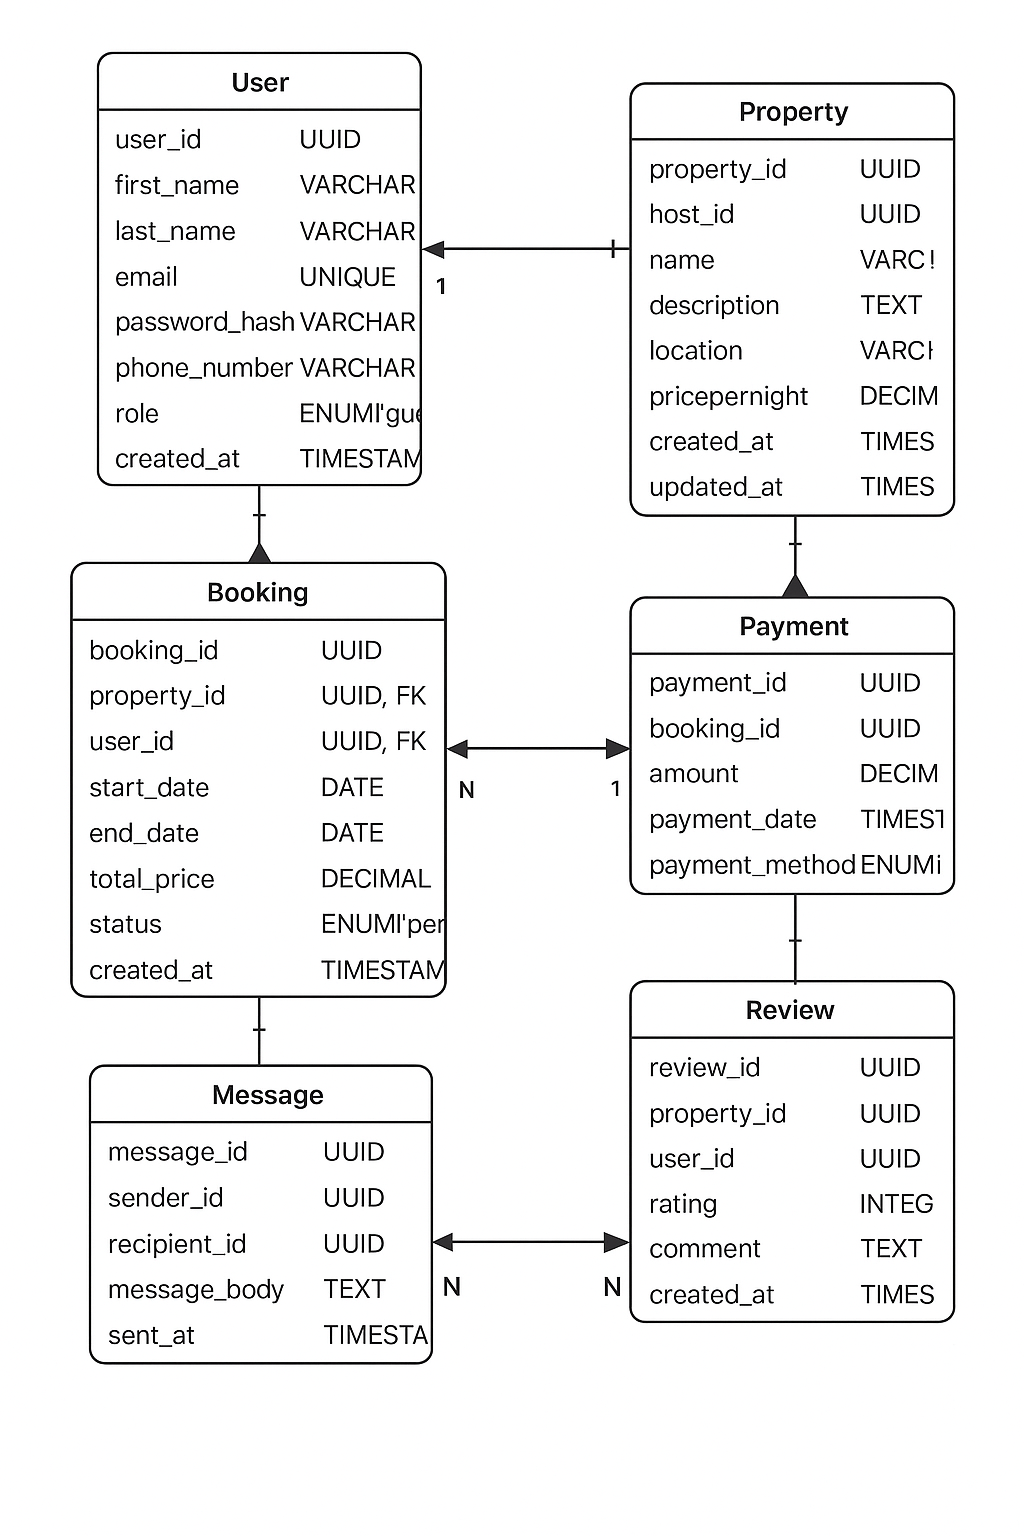 User
user_id UUID
first_name VARCHAR
last_name VARCHAR
email UNIQUE
password_hash VARCHAR
phone_number VARCHAR
role ENUMI'gue
created_at TIMESTAM
1
Property
property_id UUID
host_id UUID
name VARC!
description TEXT
location VARCH
pricepernight DECIM
created_at TIMES
updated_at TIMES
Booking
booking_id UUID
property_id UUID, FK
user_id UUID, FK
start_date DATE
end_date DATE
total_price DECIMAL
status ENUMI'per
created_at TIMESTAM
N 1
Payment
payment_id UUID
booking_id UUID
amount DECIM
payment_date TIMEST
payment_method ENUMi
Message
message_id UUID
sender_id UUID
recipient_id UUID
message_body TEXT
sent_at TIMESTA
N N
Review
review_id UUID
property_id UUID
user_id UUID
rating INTEG
comment TEXT
created_at TIMES